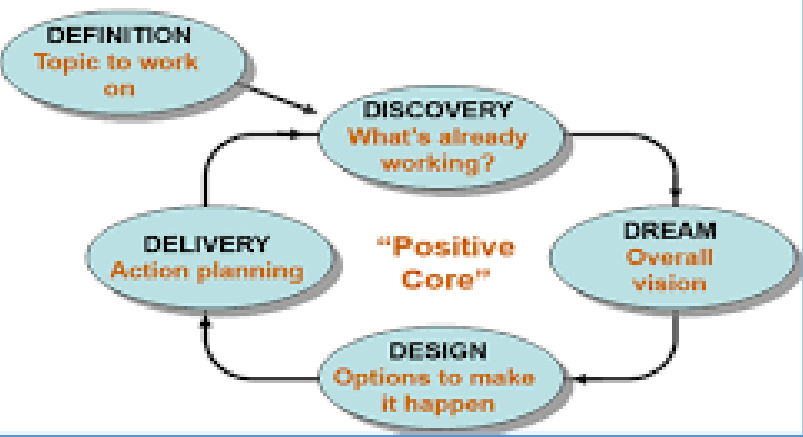 DEFINITION
Topic to work
on
DISCOVERY
What's already
working?
DREAM
Overall
vision
DELIVERY
Action planning
"Positive
Core"
DESIGN
Options to make
it happen